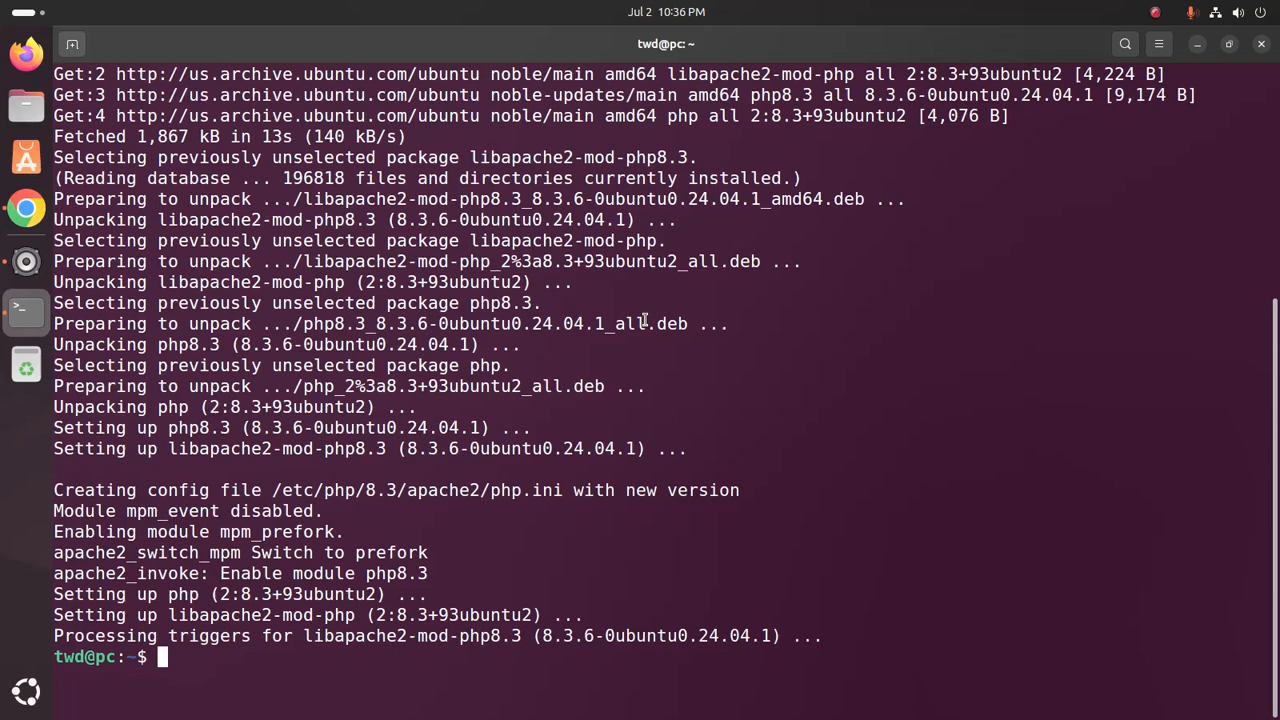 Jul 2 10:36 PM
twd@pc: ~
Get:2 http://us.archive.ubuntu.com/ubuntu noble/main amd64 libapache2-mod-php all 2:8.3+93ubuntu2 [4,224 B]
Get:3 http://us.archive.ubuntu.com/ubuntu noble-updates/main amd64 php8.3 all 8.3.6-0ubuntu0.24.04.1 [9,174 B]
Get:4 http://us.archive.ubuntu.com/ubuntu noble/main amd64 php all 2:8.3+93ubuntu2 [4,076 B]
Fetched 1,867 kB in 13s (140 kB/s)
Selecting previously unselected package libapache2-mod-php8.3.
(Reading database ... 196818 files and directories currently installed.)
Preparing to unpack .../libapache2-mod-php8.3_8.3.6-0ubuntu0.24.04.1_amd64.deb ...
Unpacking libapache2-mod-php8.3 (8.3.6-0ubuntu0.24.04.1) ...
Selecting previously unselected package libapache2-mod-php.
Preparing to unpack .../libapache2-mod-php_2%3a8.3+93ubuntu2_all.deb ...
Unpacking libapache2-mod-php (2:8.3+93ubuntu2) ...
Selecting previously unselected package php8.3.
Preparing to unpack .../php8.3_8.3.6-0ubuntu0.24.04.1_all.deb ...
Unpacking php8.3 (8.3.6-0ubuntu0.24.04.1) ...
Selecting previously unselected package php.
Preparing to unpack .../php_2%3a8.3+93ubuntu2_all.deb ...
Unpacking php (2:8.3+93ubuntu2) ...
Setting up php8.3 (8.3.6-0ubuntu0.24.04.1) ...
Setting up libapache2-mod-php8.3 (8.3.6-0ubuntu0.24.04.1) ...
Creating config file /etc/php/8.3/apache2/php.ini with new version
Module mpm_event disabled.
Enabling module mpm_prefork.
apache2_switch_mpm Switch to prefork
apache2_invoke: Enable module php8.3
Setting up php (2:8.3+93ubuntu2) ...
Setting up libapache2-mod-php (2:8.3+93ubuntu2) ...
Processing triggers for libapache2-mod-php8.3 (8.3.6-0ubuntu0.24.04.1) ...
twd@pc:~$